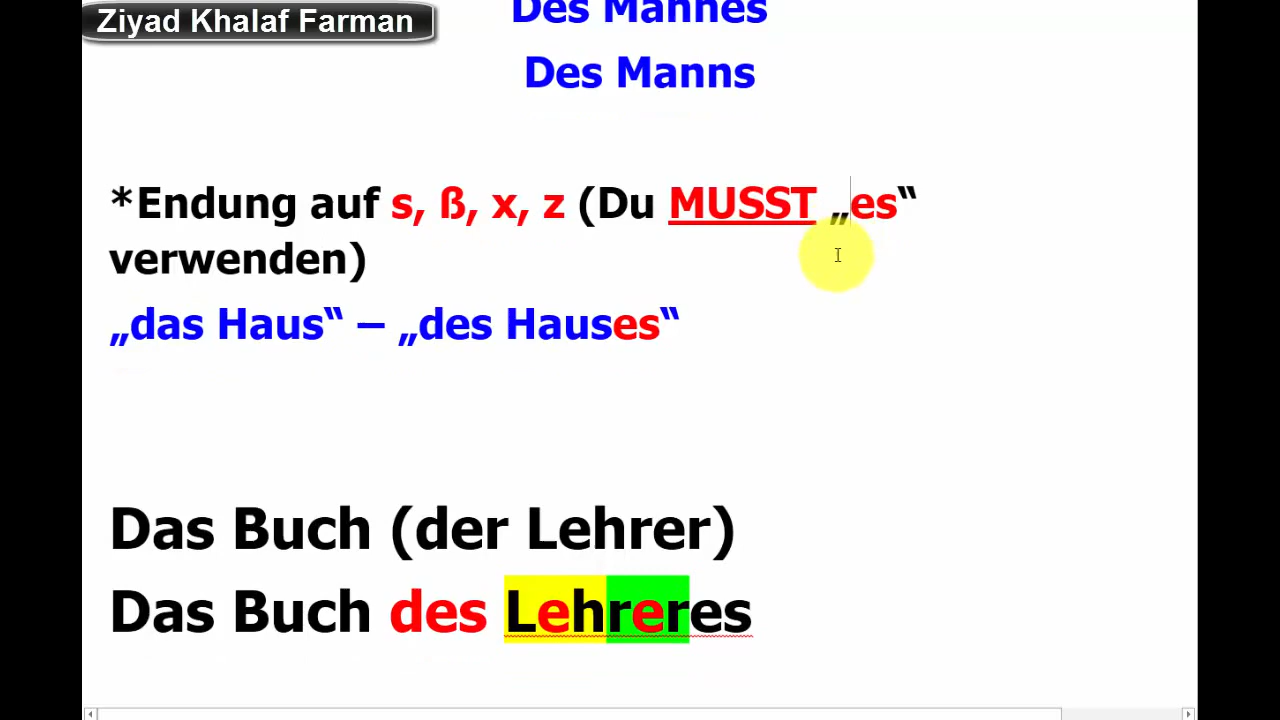 Ziyad Khalaf Farman
Des Mannes
Des Manns
*Endung auf s, ß, x, z (Du MUSST „es“
verwenden)
„das Haus“ – „des Hauses“
Das Buch (der Lehrer)
Das Buch des Lehreres